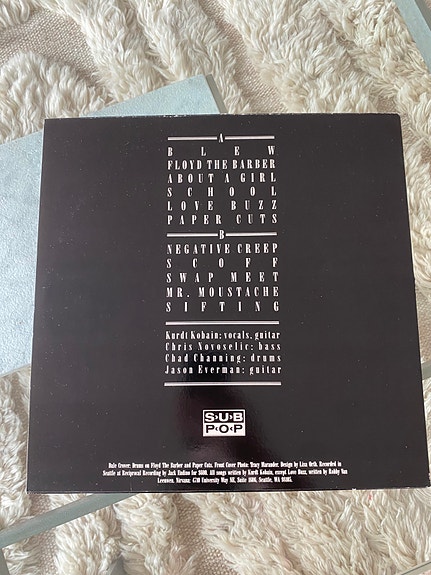 A
BLEW
FLOYD THE BARBER
ABOUT A GIRL
SCHOOL
LOVE BUZZ
PAPER CUTS
B
NEGATIVE CREEP
SCOFF
SWAP MEET
MR. MOUSTACHE
SIFTING
Kurdt Kobain: vocals, guitar
Chris Novoselic: bass
Chad Channing: drums
Jason Everman: guitar
SUB
POP
Dale Crover: Drums on Floyd The Barber and Paper Cuts. Front Cover Photo: Tracy Marander. Design by Lisa Orth. Recorded in
Seattle at Reciprocal Recording by Jack Endino for $600. All songs written by Kurdt Kobain, except Love Buzz, written by Robby Van
Leeuwen. Nirvana: 4710 University Way NE, Suite 1606, Seattle, WA 98105.